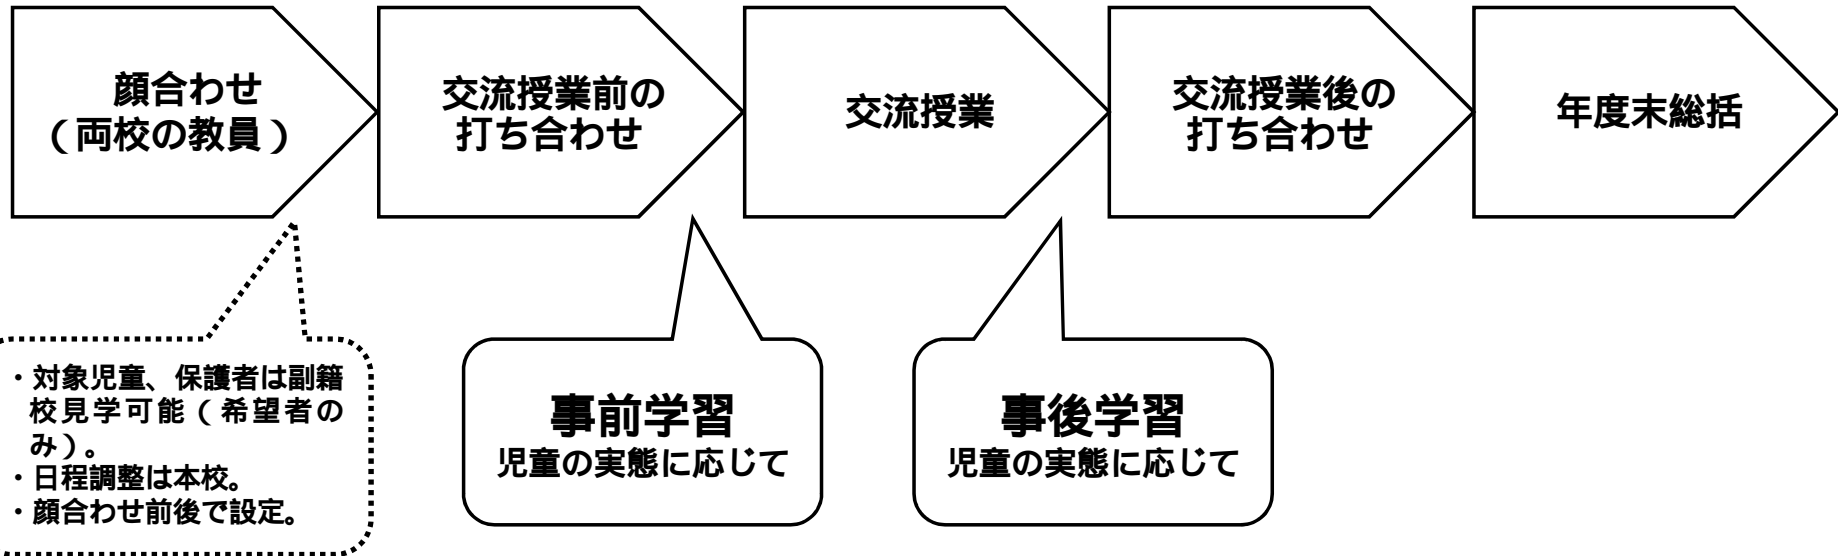 顔合わせ
（両校の教員）
交流授業前の
打ち合わせ
交流授業
交流授業後の
打ち合わせ
年度末総括
・対象児童、保護者は副籍
校見学可能（希望者の
み）。
・日程調整は本校。
・顔合わせ前後で設定。
事前学習
児童の実態に応じて
事後学習
児童の実態に応じて